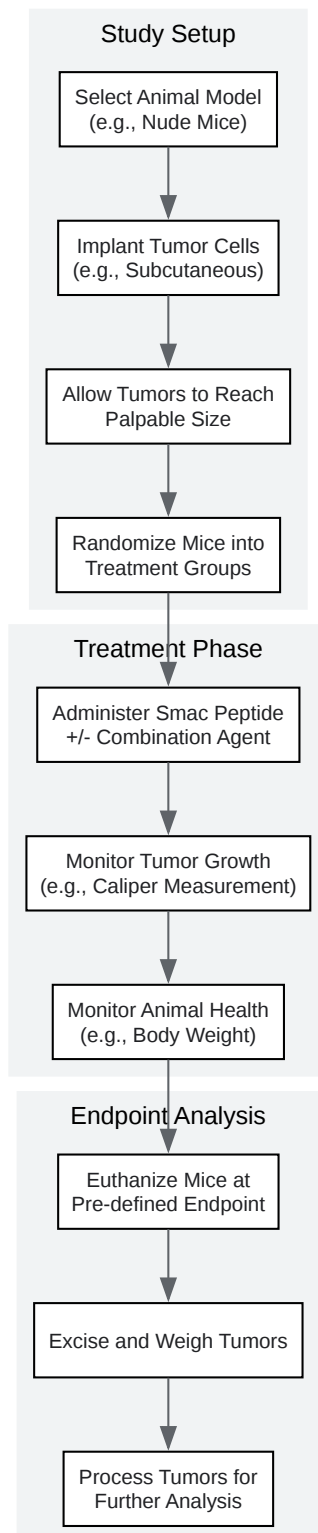 Study Setup
Select Animal Model
(e.g., Nude Mice)
Implant Tumor Cells
(e.g., Subcutaneous)
Allow Tumors to Reach
Palpable Size
Randomize Mice into
Treatment Groups
Treatment Phase
Administer Smac Peptide
+/- Combination Agent
Monitor Tumor Growth
(e.g., Caliper Measurement)
Monitor Animal Health
(e.g., Body Weight)
Endpoint Analysis
Euthanize Mice at
Pre-defined Endpoint
Excise and Weigh Tumors
Process Tumors for
Further Analysis